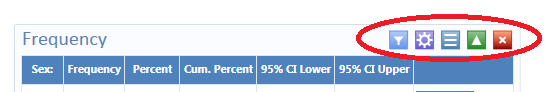 Frequency
Sex: Frequency Percent Cum. Percent 95% CI Lower 95% CI Upper